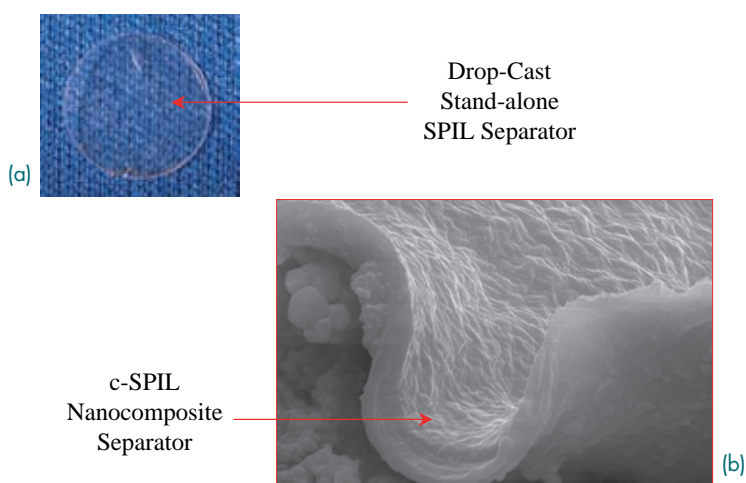 Drop-Cast
Stand-alone
SPIL Separator
(a)
c-SPIL
Nanocomposite
Separator
(b)